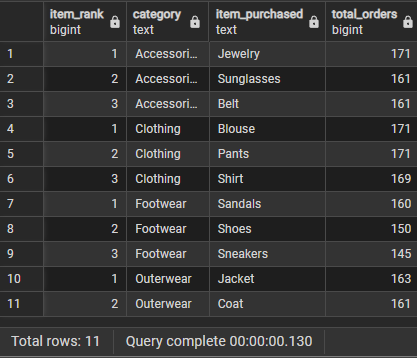 item_rank category item_purchased total_orders
bigint text text bigint
1 1 Accessori... Jewelry 171
2 2 Accessori... Sunglasses 161
3 3 Accessori... Belt 161
4 1 Clothing Blouse 171
5 2 Clothing Pants 171
6 3 Clothing Shirt 169
7 1 Footwear Sandals 160
8 2 Footwear Shoes 150
9 3 Footwear Sneakers 145
10 1 Outerwear Jacket 163
11 2 Outerwear Coat 161
Total rows: 11 Query complete 00:00:00.130